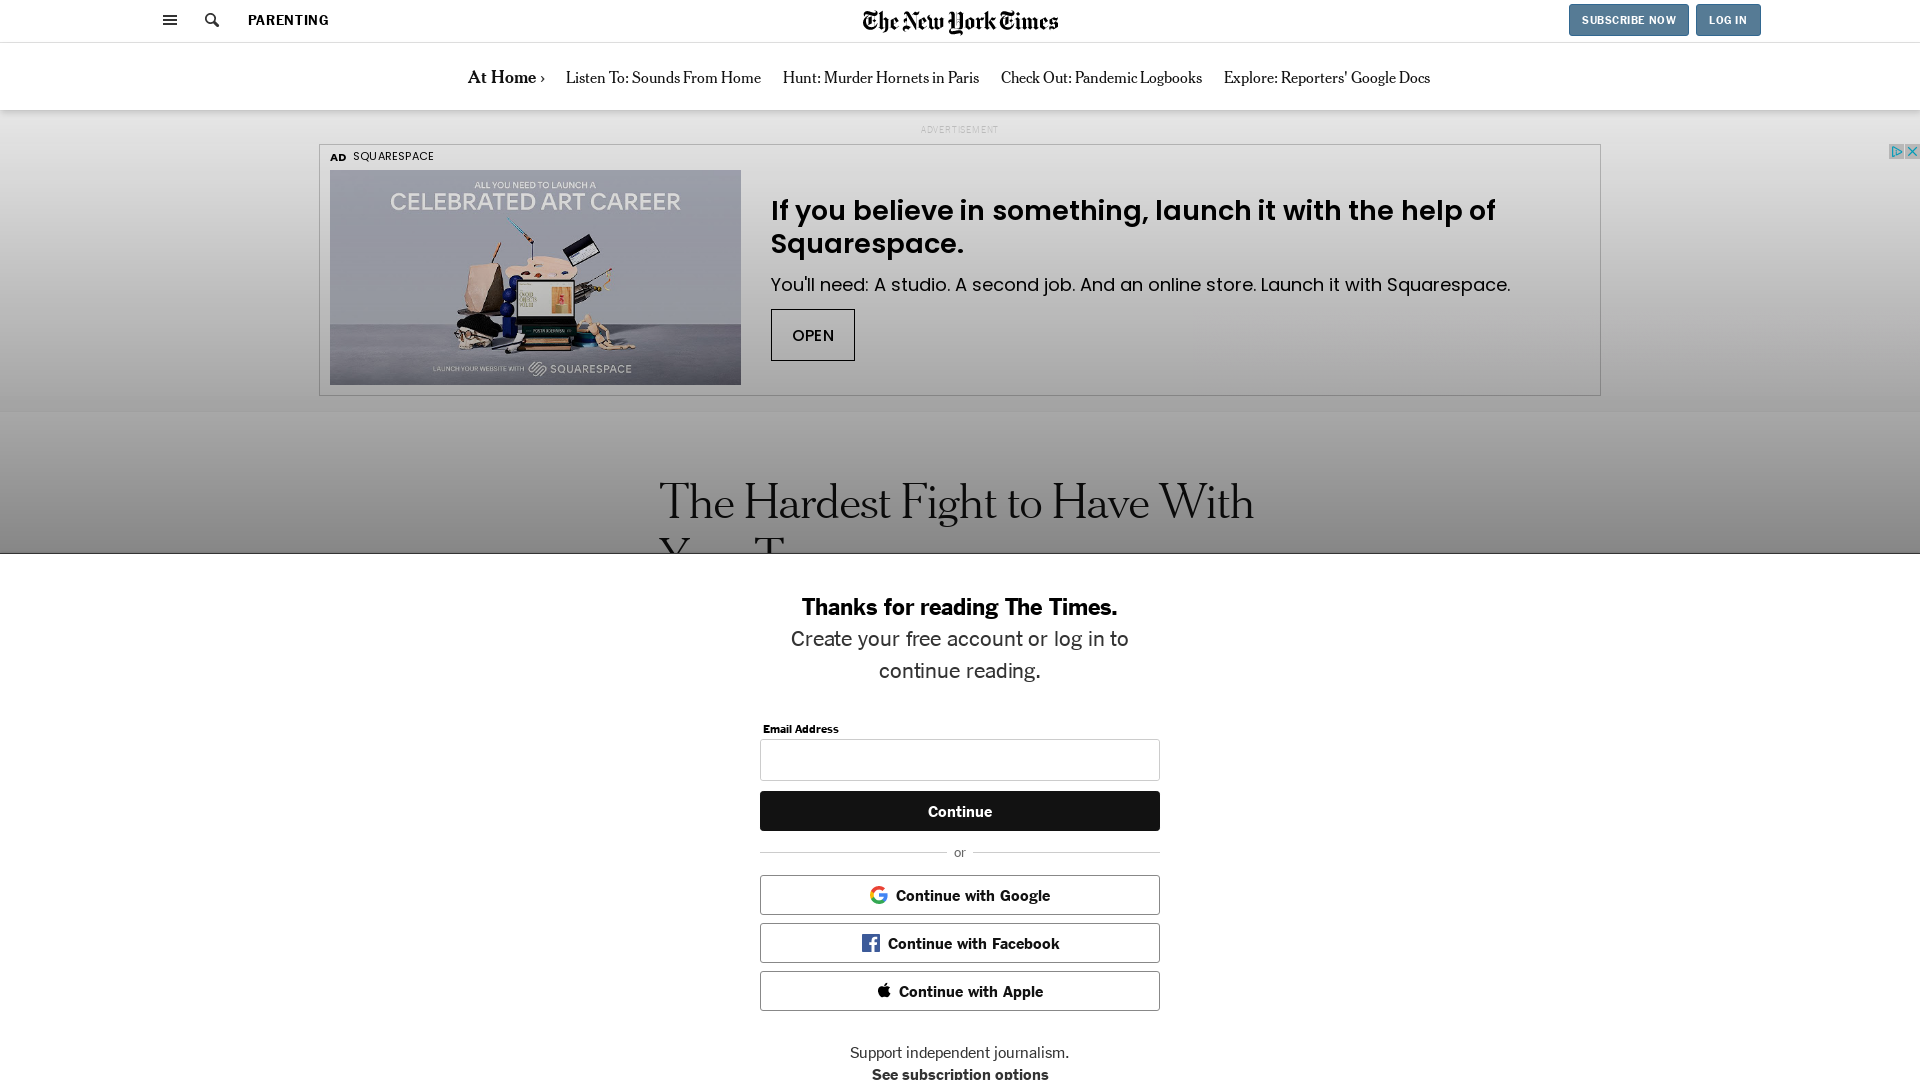 PARENTING
The New York Times
SUBSCRIBE NOW
LOG IN
At Home ›
Listen To: Sounds From Home
Hunt: Murder Hornets in Paris
Check Out: Pandemic Logbooks
Explore: Reporters' Google Docs
ADVERTISEMENT
AD SQUARESPACE
ALL YOU NEED TO LAUNCH A
CELEBRATED ART CAREER
LAUNCH YOUR WEBSITE WITH SQUARESPACE
If you believe in something, launch it with the help of
Squarespace.
You'll need: A studio. A second job. And an online store. Launch it with Squarespace.
OPEN
The Hardest Fight to Have With
Thanks for reading The Times.
Create your free account or log in to
continue reading.
Email Address
Continue
or
Continue with Google
Continue with Facebook
Continue with Apple
Support independent journalism.
See subscription options